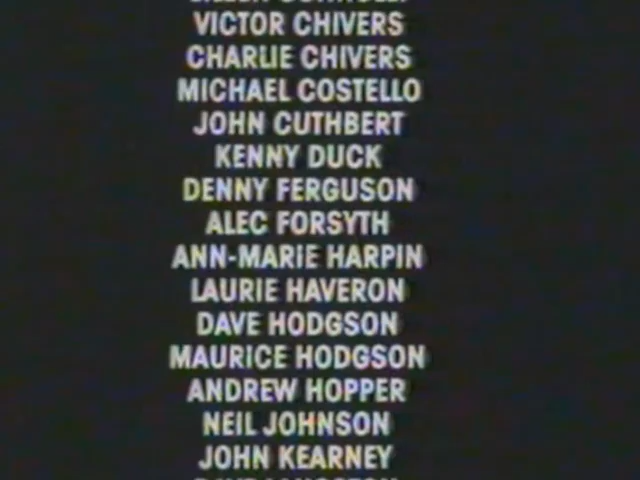 VICTOR CHIVERS
CHARLIE CHIVERS
MICHAEL COSTELLO
JOHN CUTHBERT
KENNY DUCK
DENNY FERGUSON
ALEC FORSYTH
ANN-MARIE HARPIN
LAURIE HAVERON
DAVE HODGSON
MAURICE HODGSON
ANDREW HOPPER
NEIL JOHNSON
JOHN KEARNEY